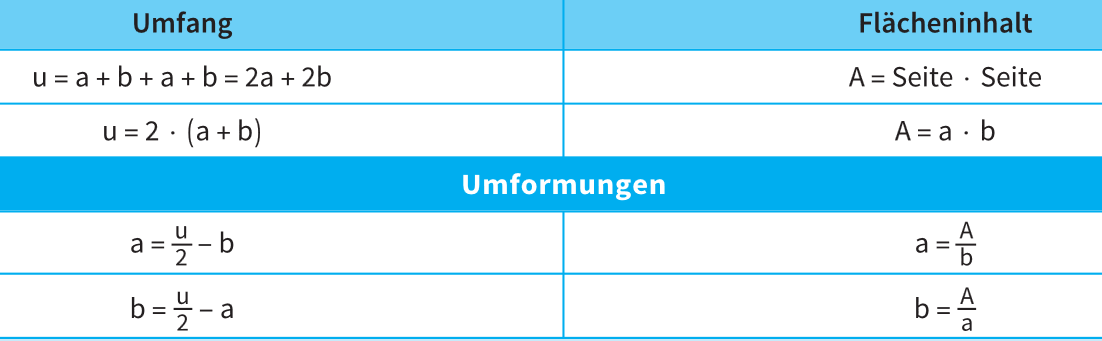 Umfang Flächeninhalt
u = a + b + a + b = 2a + 2b A = Seite · Seite
u = 2 · (a + b) A = a · b
Umformungen
a = u/2 – b a = A/b
b = u/2 – a b = A/a